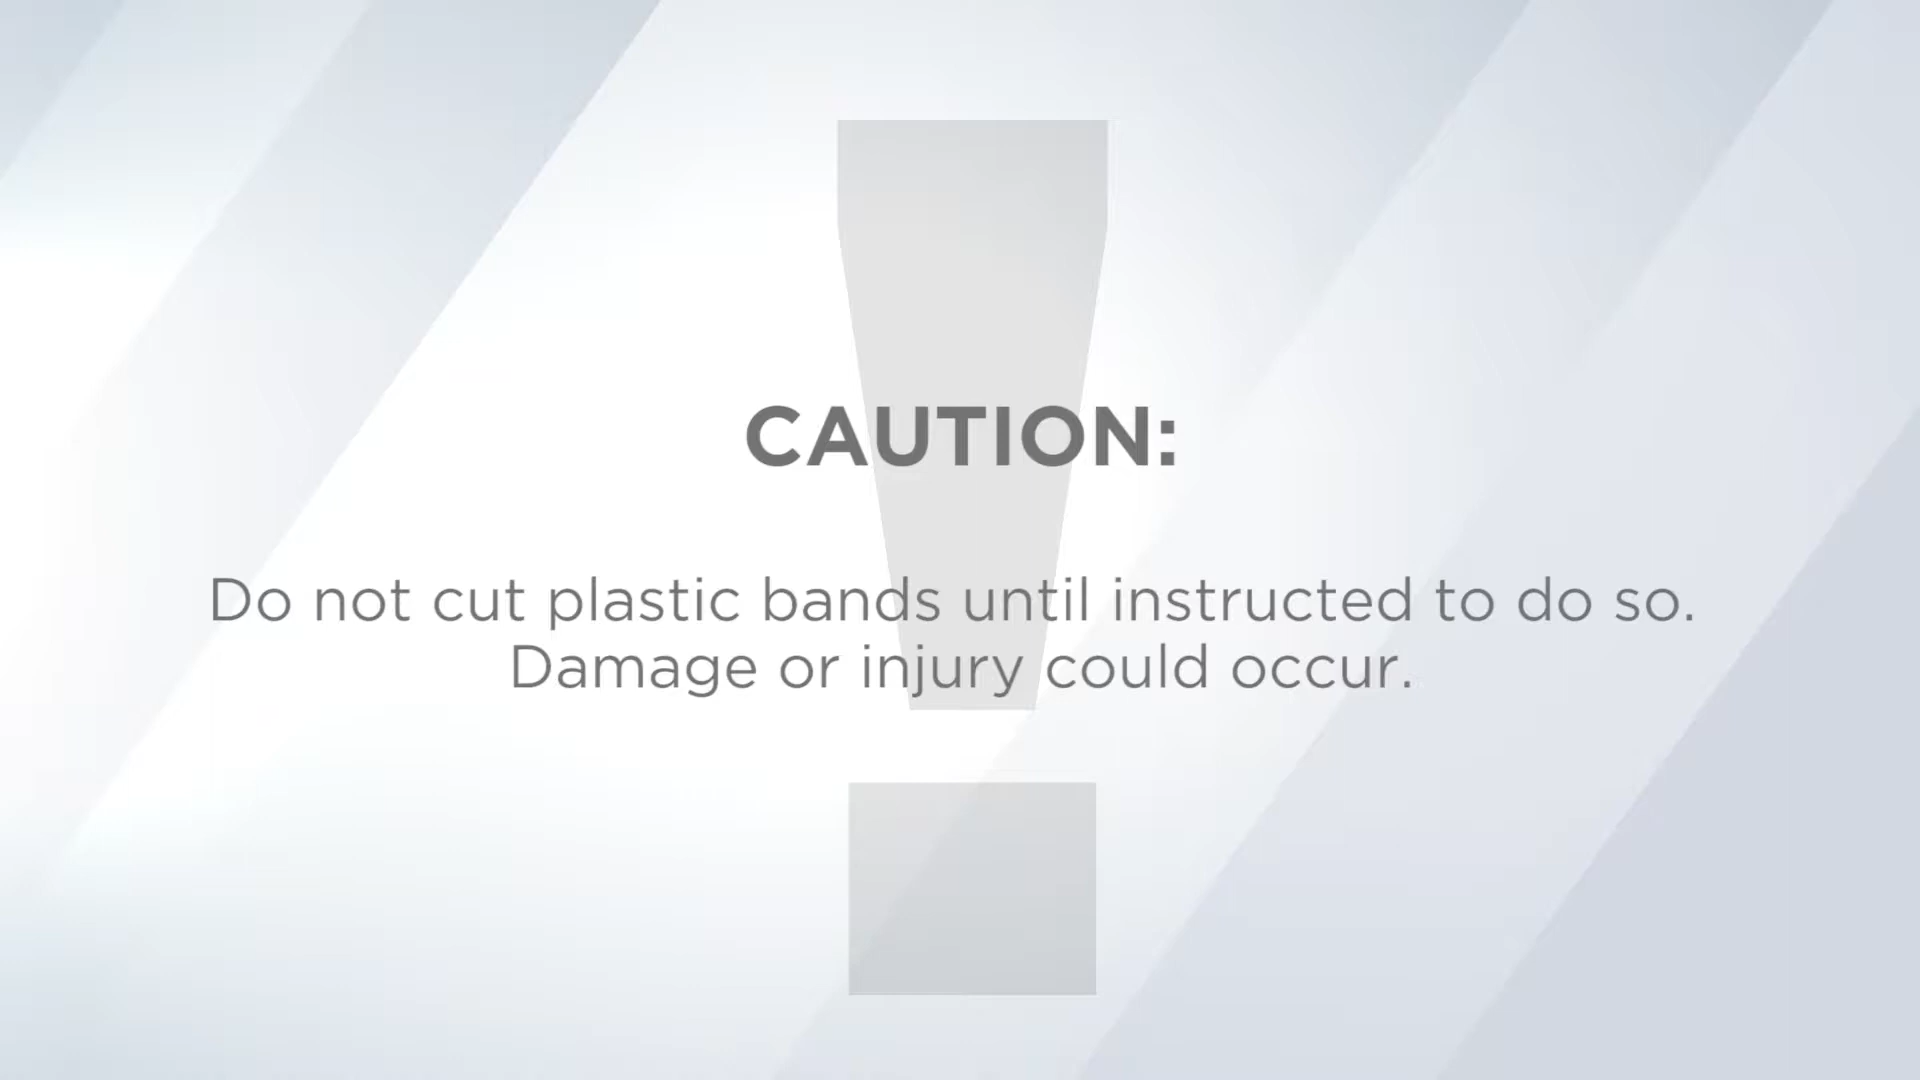 CAUTION:
Do not cut plastic bands until instructed to do so.
Damage or injury could occur.